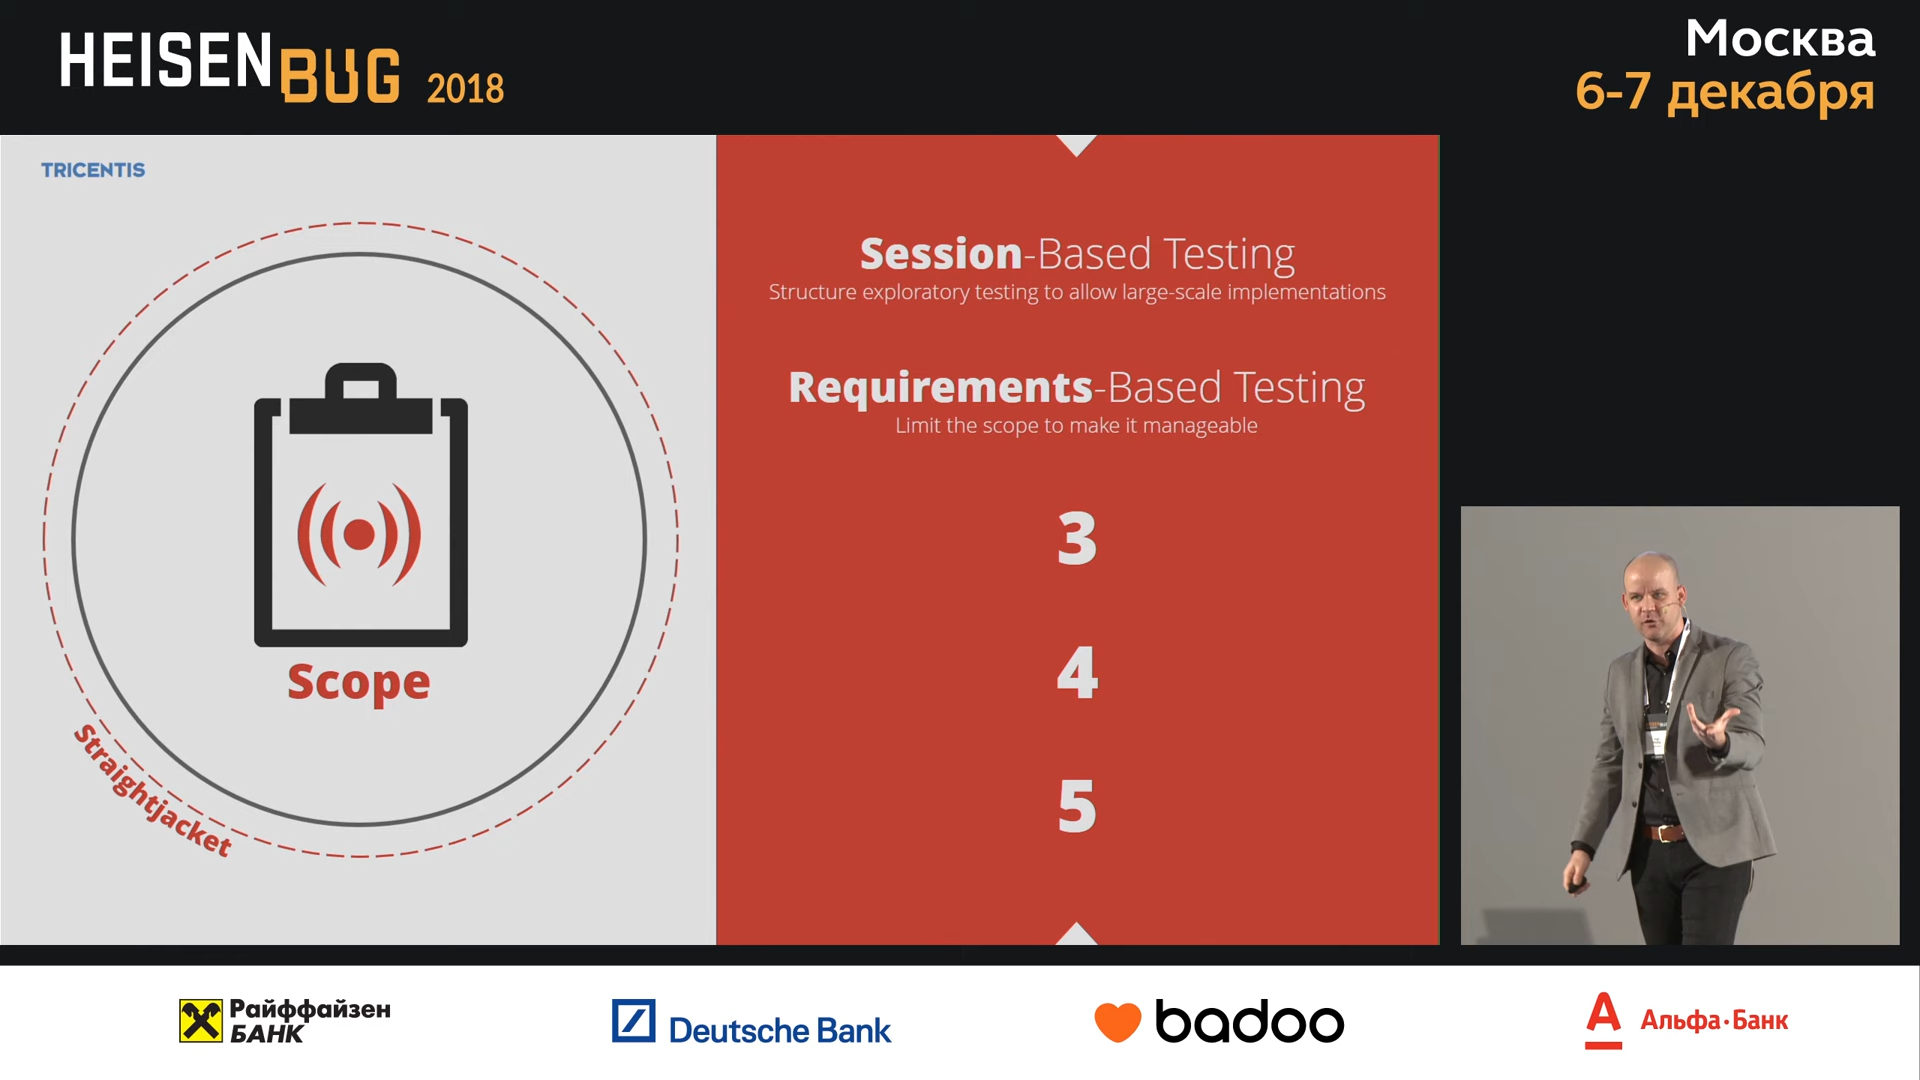 HEISENBUG 2018
Москва
6-7 декабря
TRICENTIS
Scope
Straightjacket
Session-Based Testing
Structure exploratory testing to allow large-scale implementations
Requirements-Based Testing
Limit the scope to make it manageable
3
4
5
Райффайзен
БАНК
Deutsche Bank
badoo
Альфа·Банк